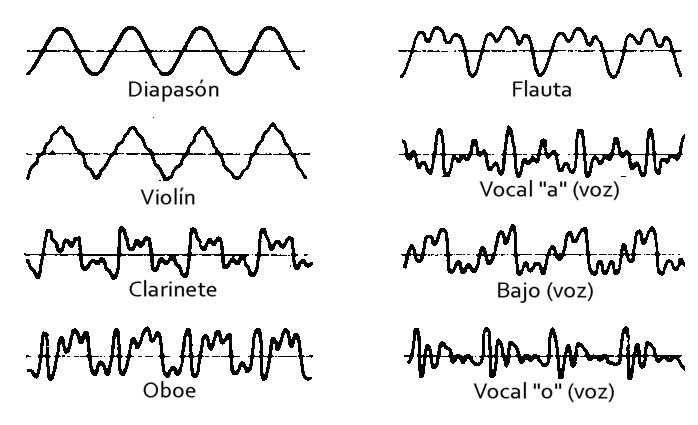 Diapasón
Flauta
Violín
Vocal "a" (voz)
Clarinete
Bajo (voz)
Oboe
Vocal "o" (voz)